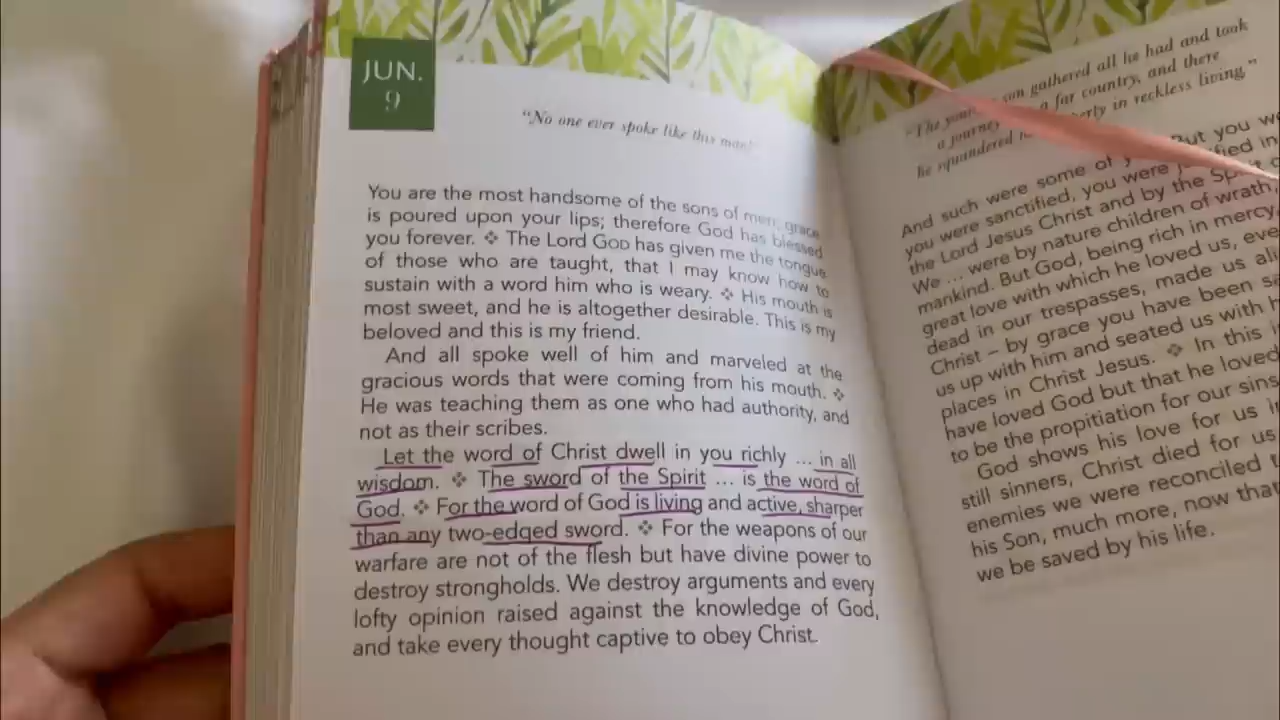 JUN.
9
"No one ever spoke like this man!"
You are the most handsome of the sons of men; grace
is poured upon your lips; therefore God has blessed
you forever. ❖ The Lord GOD has given me the tongue
of those who are taught, that I may know how to
sustain with a word him who is weary. ❖ His mouth is
most sweet, and he is altogether desirable. This is my
beloved and this is my friend.
And all spoke well of him and marveled at the
gracious words that were coming from his mouth. ❖
He was teaching them as one who had authority, and
not as their scribes.
Let the word of Christ dwell in you richly ... in all
wisdom. ❖ The sword of the Spirit ... is the word of
God. ❖ For the word of God is living and active, sharper
than any two-edged sword. ❖ For the weapons of our
warfare are not of the flesh but have divine power to
destroy strongholds. We destroy arguments and every
lofty opinion raised against the knowledge of God,
and take every thought captive to obey Christ.
"The son gathered all he had and took
a journey a far country, and there
he squandered in reckless living."
And such were some of But you
you were sanctified, you were in
the Lord Jesus Christ and by the Spirit
We ... were by nature children of wrath,
mankind. But God, being rich in mercy,
great love with which he loved us,
dead in our trespasses, made us
Christ – by grace you have been
us up with him and seated us with
places in Christ Jesus. ❖ In this
have loved God but that he loved
to be the propitiation for our sins
God shows his love for us
still sinners, Christ died for us.
enemies we were reconciled
his Son, much more, now that
we be saved by his life.